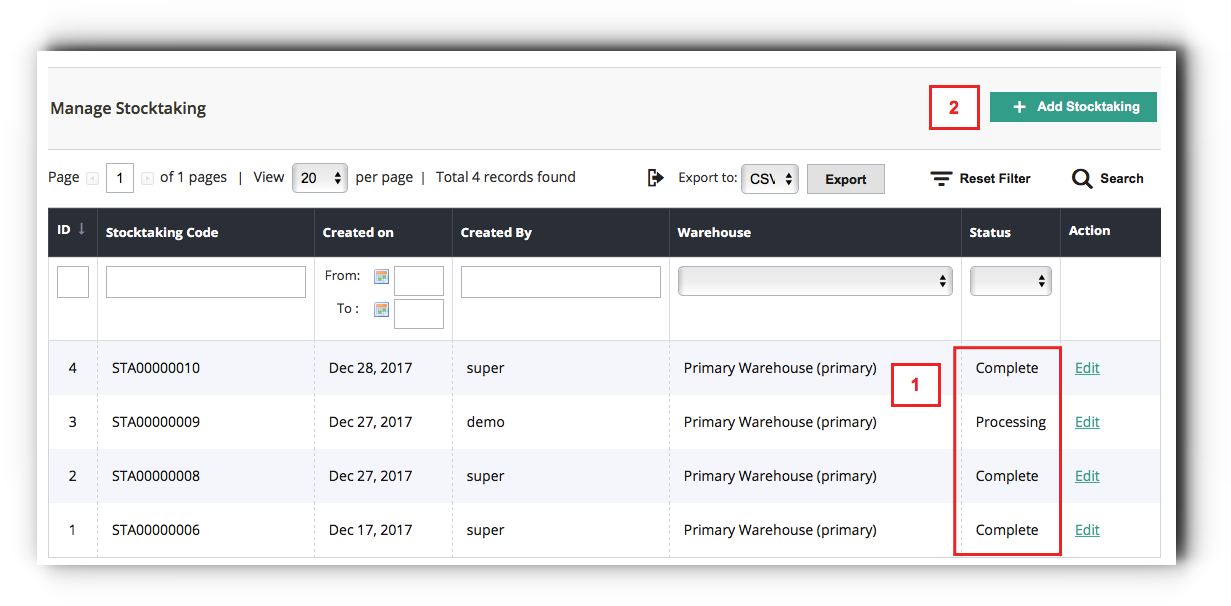 Manage Stocktaking
2
+ Add Stocktaking
Page 1 of 1 pages | View 20 per page | Total 4 records found Export to: CSV Export Reset Filter Search
ID ↓ Stocktaking Code Created on Created By Warehouse Status Action
From:
To :
4 STA00000010 Dec 28, 2017 super Primary Warehouse (primary) Complete Edit
1
3 STA00000009 Dec 27, 2017 demo Primary Warehouse (primary) Processing Edit
2 STA00000008 Dec 27, 2017 super Primary Warehouse (primary) Complete Edit
1 STA00000006 Dec 17, 2017 super Primary Warehouse (primary) Complete Edit